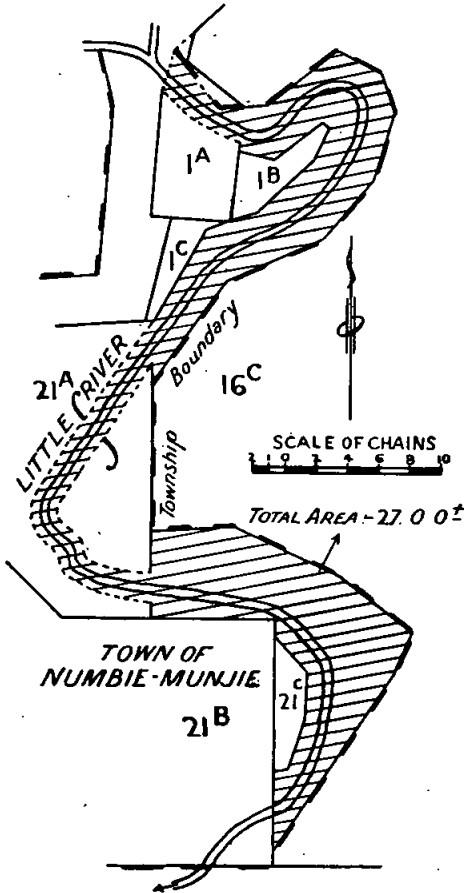 1A
1B
1C
Boundary
16C
21A
LITTLE RIVER
SCALE OF CHAINS
2 1 0 2 4 6 8 10
Township
TOTAL AREA:-27.0 0±
TOWN OF
NUMBIE-MUNJIE
21B
21C